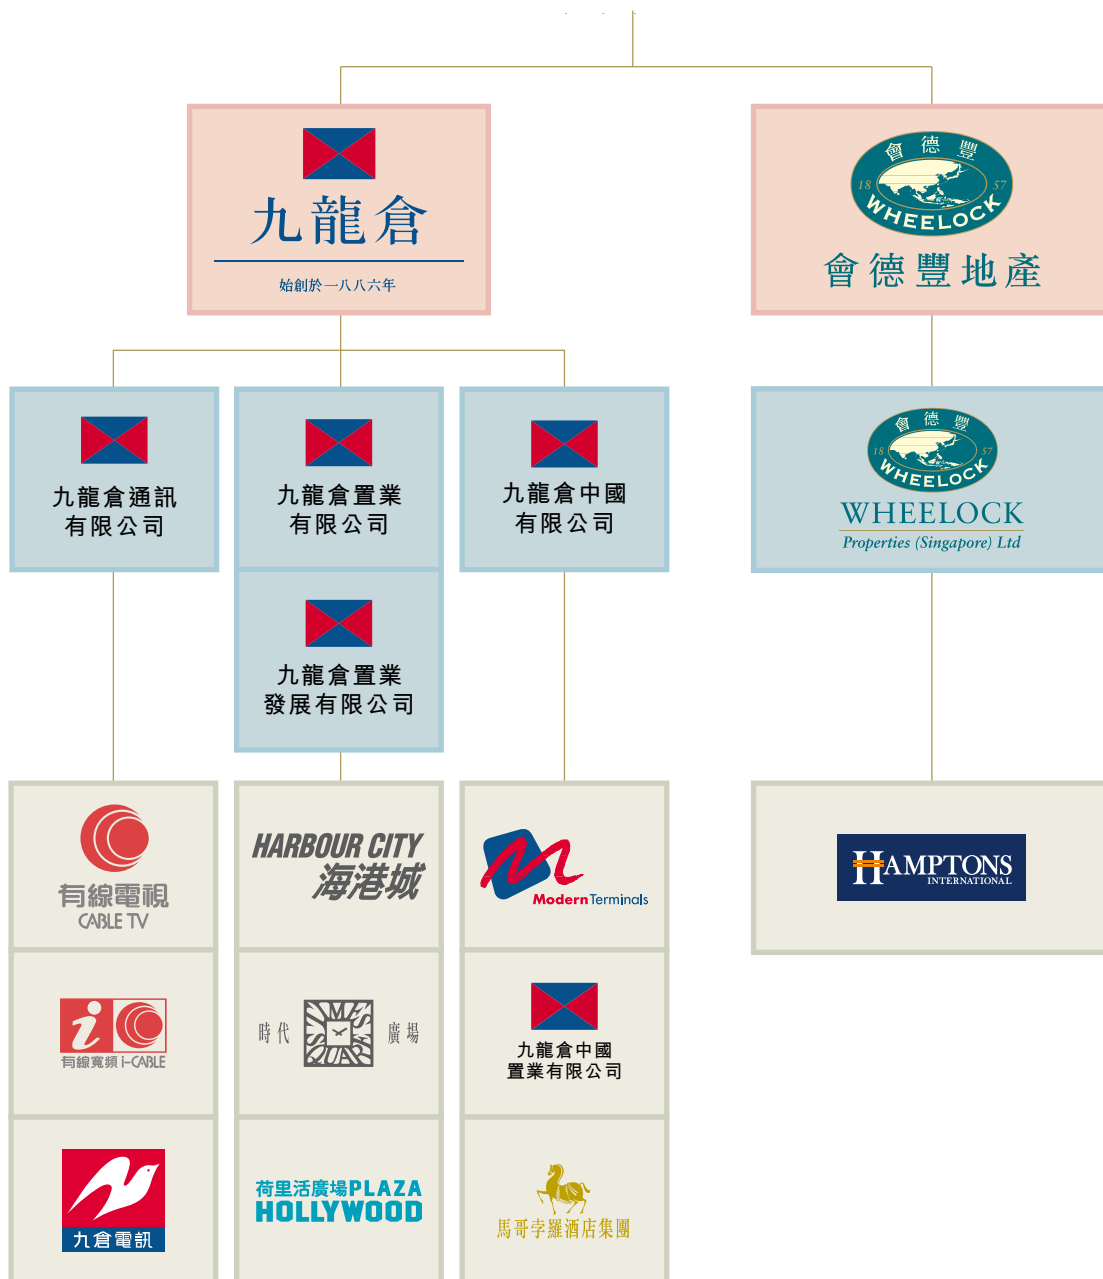 九龍倉
始創於一八八六年
會德豐
18 57
WHEELOCK
會德豐地產
九龍倉通訊
有限公司
九龍倉置業
有限公司
九龍倉中國
有限公司
會德豐
18 57
WHEELOCK
WHEELOCK
Properties (Singapore) Ltd
九龍倉置業
發展有限公司
有線電視
CABLE TV
HARBOUR CITY
海港城
Modern Terminals
HAMPTONS
INTERNATIONAL
i
有線寬頻 i-CABLE
時代 TIMES SQUARE 廣場
九龍倉中國
置業有限公司
九倉電訊
荷里活廣場 PLAZA
HOLLYWOOD
馬哥孛羅酒店集團